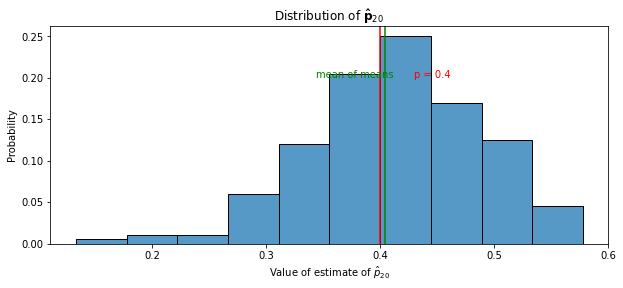 Distribution of p̂₂₀
0.25
0.20
0.15
0.10
0.05
0.00
Probability
mean of means
p = 0.4
0.2 0.3 0.4 0.5 0.6
Value of estimate of p̂₂₀